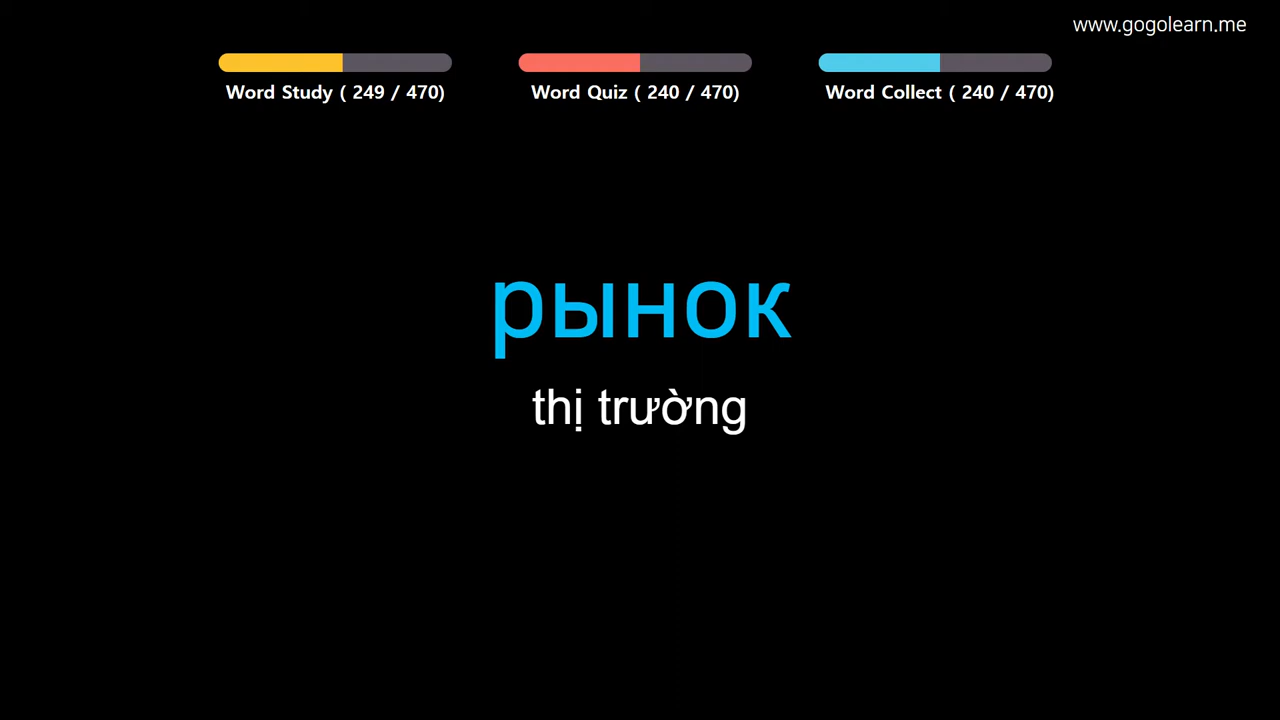 www.gogolearn.me
Word Study ( 249 / 470)
Word Quiz ( 240 / 470)
Word Collect ( 240 / 470)
рынок
thị trường